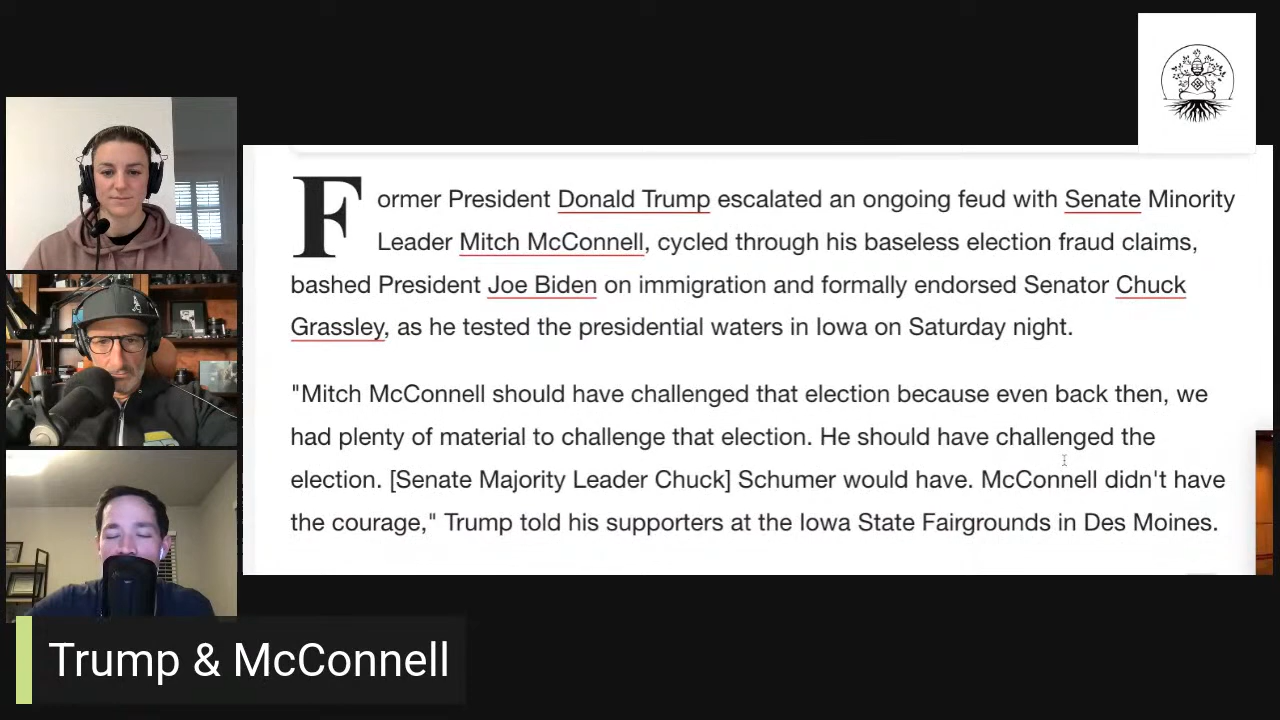 Former President Donald Trump escalated an ongoing feud with Senate Minority
Leader Mitch McConnell, cycled through his baseless election fraud claims,
bashed President Joe Biden on immigration and formally endorsed Senator Chuck
Grassley, as he tested the presidential waters in Iowa on Saturday night.
"Mitch McConnell should have challenged that election because even back then, we
had plenty of material to challenge that election. He should have challenged the
election. [Senate Majority Leader Chuck] Schumer would have. McConnell didn't have
the courage," Trump told his supporters at the Iowa State Fairgrounds in Des Moines.
Trump & McConnell